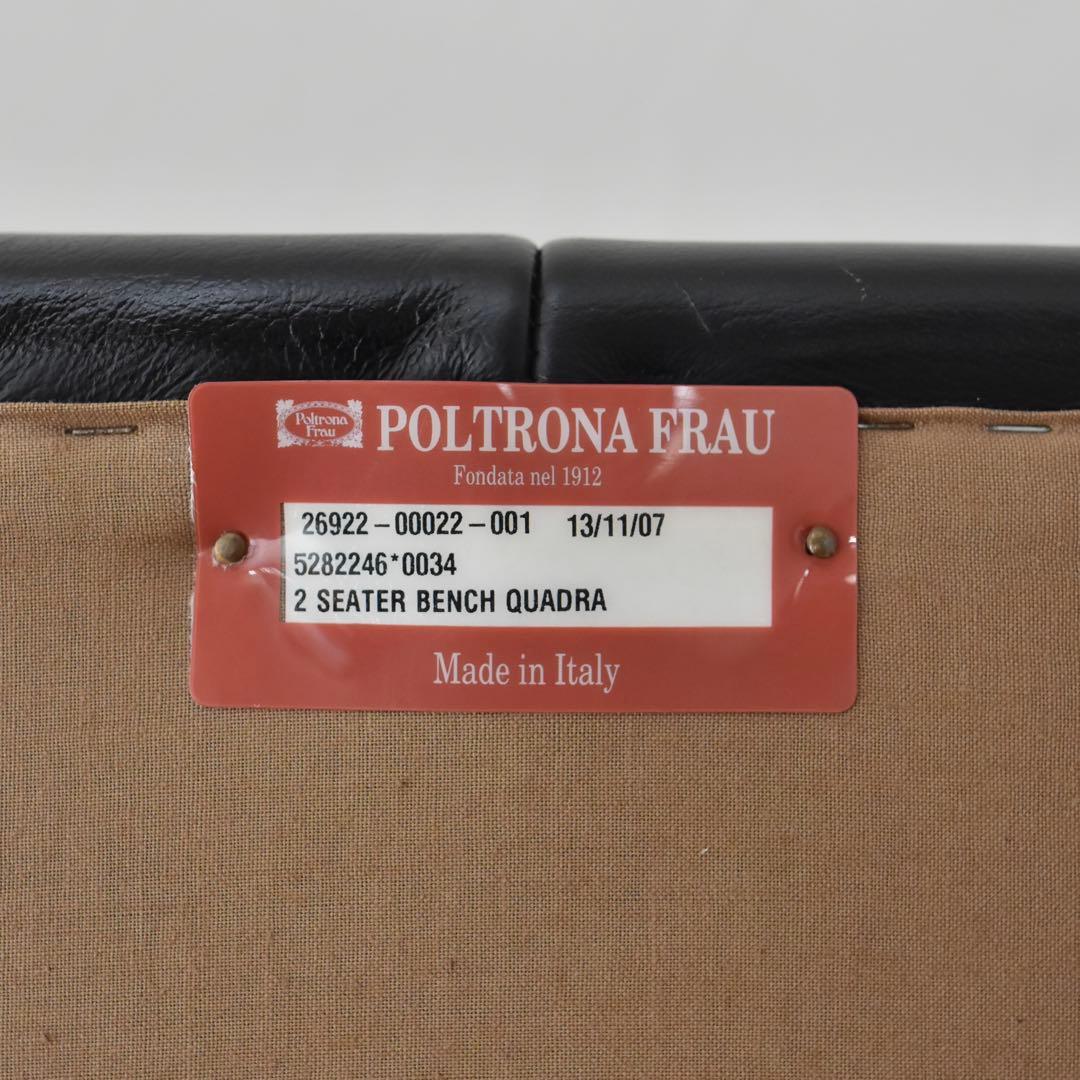 Poltrona
Frau
POLTRONA FRAU
Fondata nel 1912
26922-00022-001 13/11/07
5282246*0034
2 SEATER BENCH QUADRA
Made in Italy